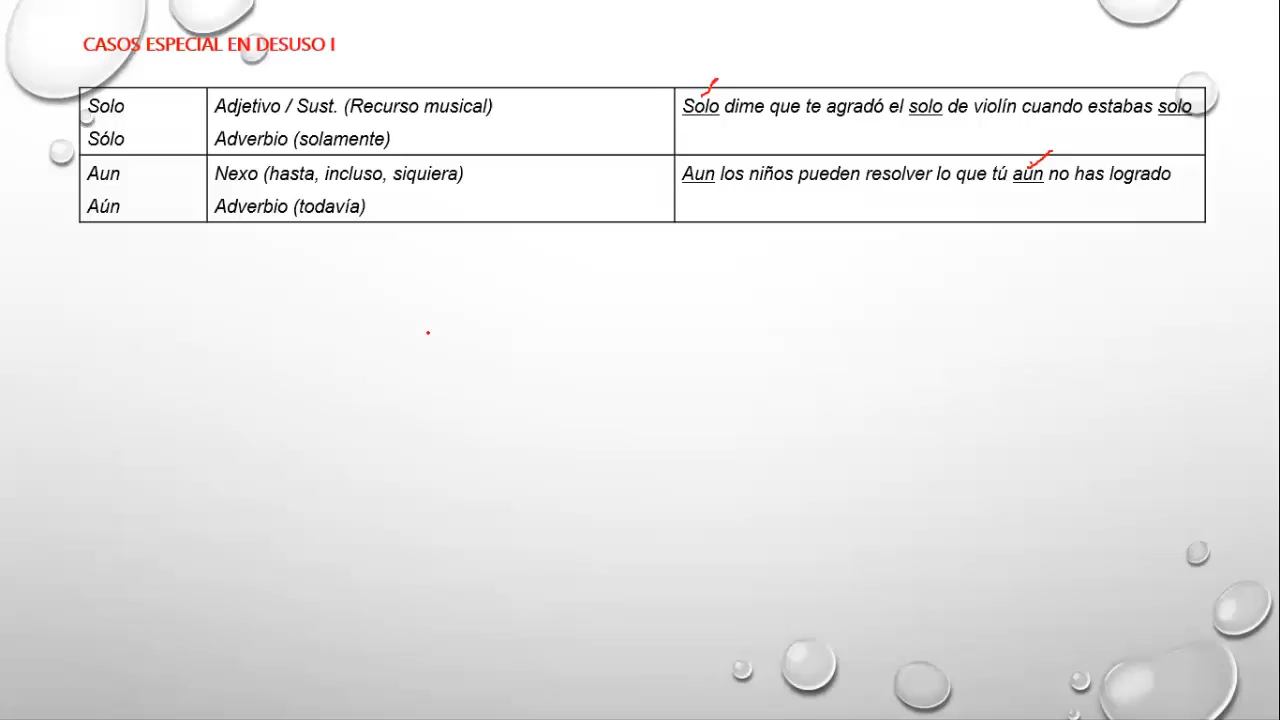 CASOS ESPECIAL EN DESUSO I
Solo
Adjetivo / Sust. (Recurso musical)
Solo dime que te agradó el solo de violín cuando estabas solo
Sólo
Adverbio (solamente)
Aun
Nexo (hasta, incluso, siquiera)
Aun los niños pueden resolver lo que tú aún no has logrado
Aún
Adverbio (todavía)